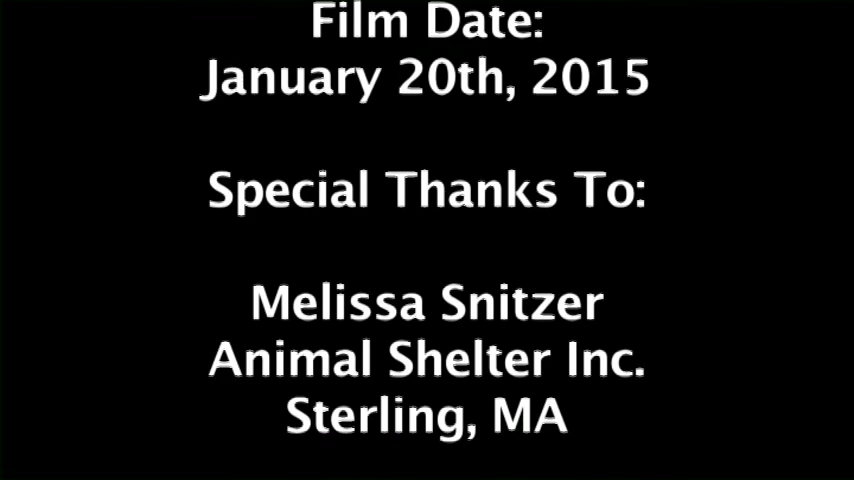 Film Date:
January 20th, 2015
Special Thanks To:
Melissa Snitzer
Animal Shelter Inc.
Sterling, MA